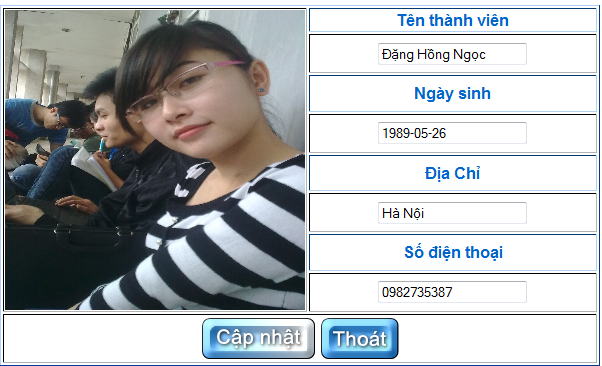 Tên thành viên
Đặng Hồng Ngọc
Ngày sinh
1989-05-26
Địa Chỉ
Hà Nội
Số điện thoại
0982735387
Cập nhật Thoát